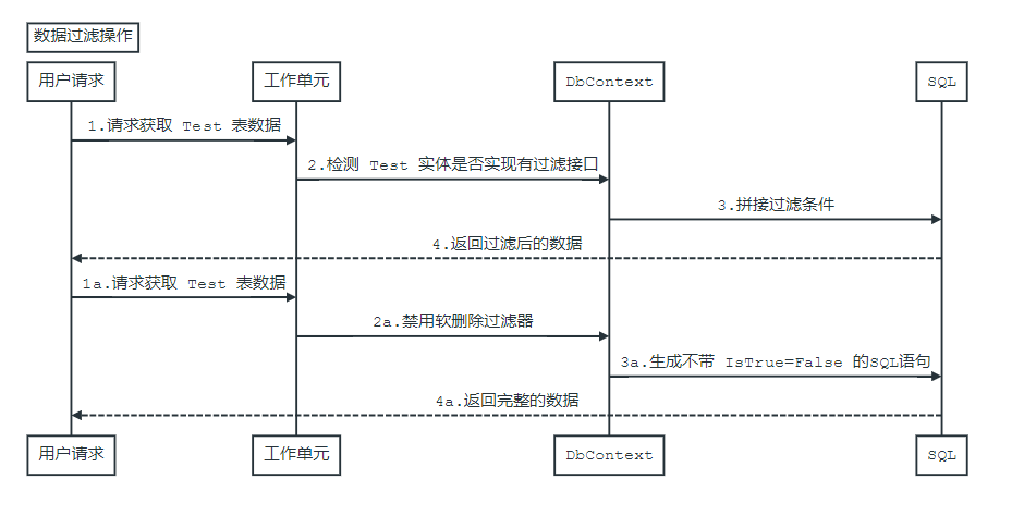 数据过滤操作
用户请求
工作单元
DbContext
SQL
1.请求获取 Test 表数据
2.检测 Test 实体是否实现有过滤接口
3.拼接过滤条件
4.返回过滤后的数据
1a.请求获取 Test 表数据
2a.禁用软删除过滤器
3a.生成不带 IsTrue=False 的SQL语句
4a.返回完整的数据
用户请求
工作单元
DbContext
SQL